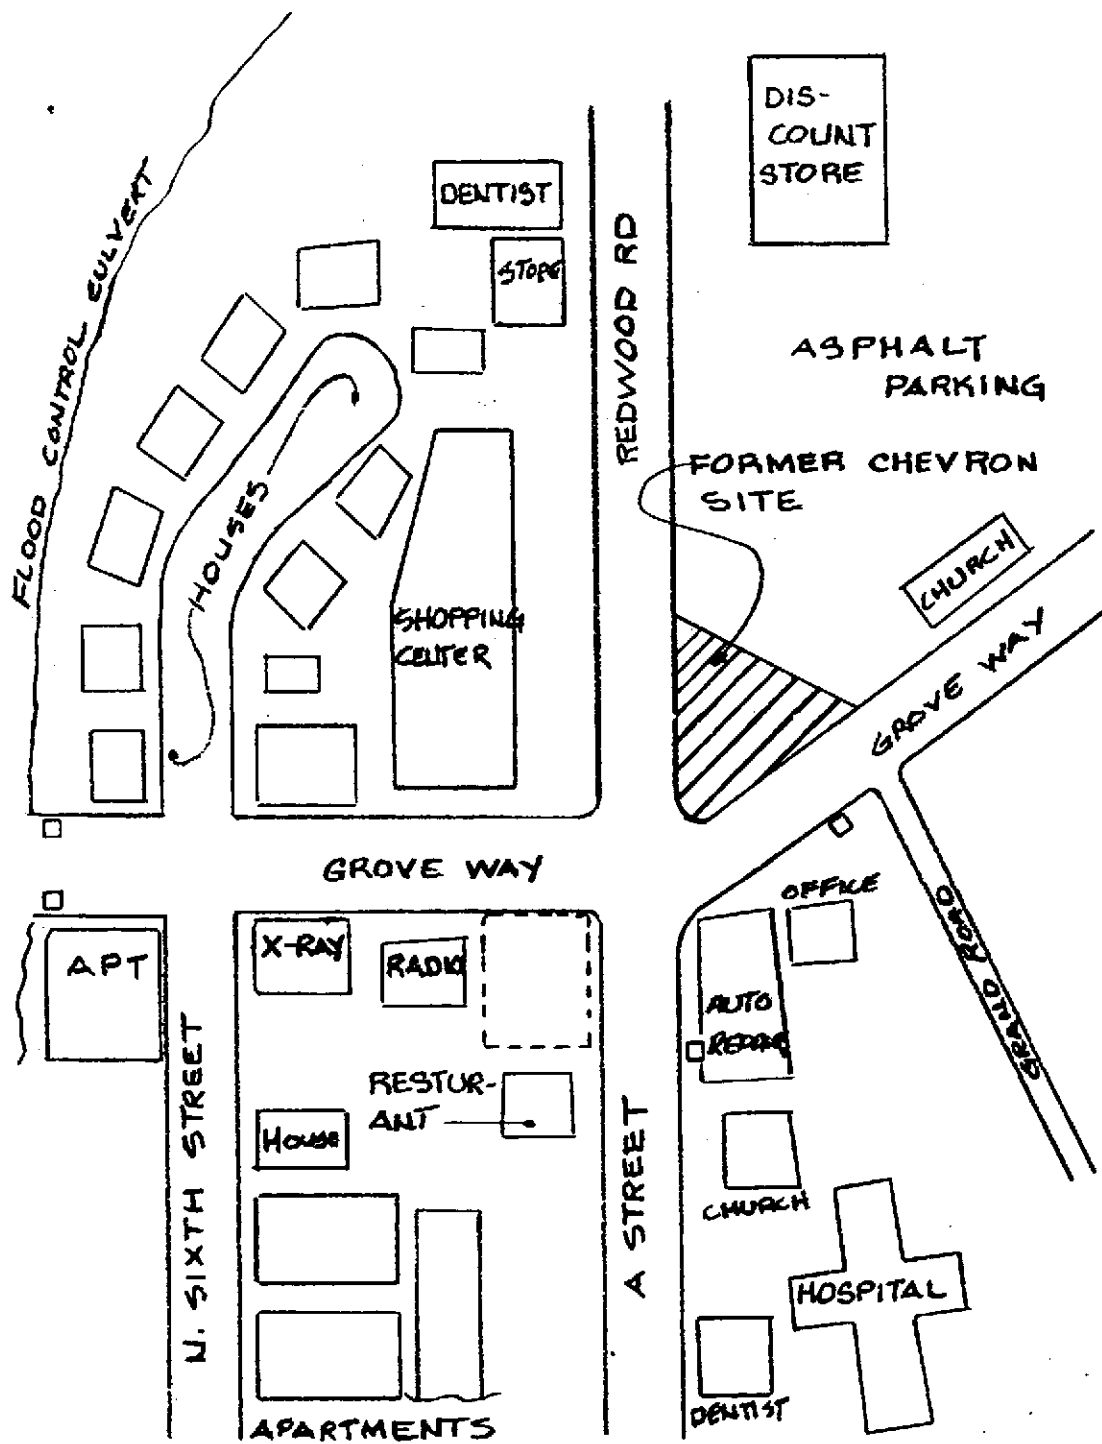 DIS-
COUNT
STORE
DENTIST
STORE
FLOOD CONTROL CULVERT
REDWOOD RD
ASPHALT
PARKING
FORMER CHEVRON
SITE
HOUSES
CHURCH
SHOPPING
CENTER
GROVE WAY
GROVE WAY
OFFICE
X-RAY
RADIO
APT
AUTO
REPAIR
GRAND ROAD
RESTUR-
ANT
HOUSE
N. SIXTH STREET
A STREET
CHURCH
HOSPITAL
DENTIST
APARTMENTS